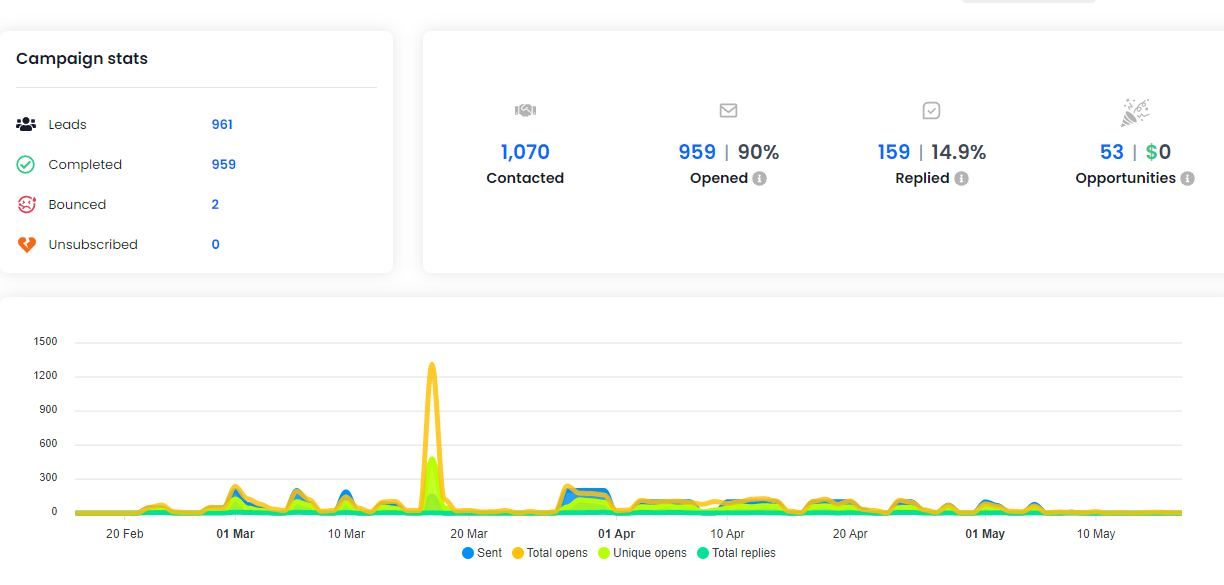 Campaign stats
Leads 961
Completed 959
Bounced 2
Unsubscribed 0
1,070
Contacted
959 | 90%
Opened
159 | 14.9%
Replied
53 | $0
Opportunities
1500
1200
900
600
300
0
20 Feb 01 Mar 10 Mar 20 Mar 01 Apr 10 Apr 20 Apr 01 May 10 May
Sent Total opens Unique opens Total replies